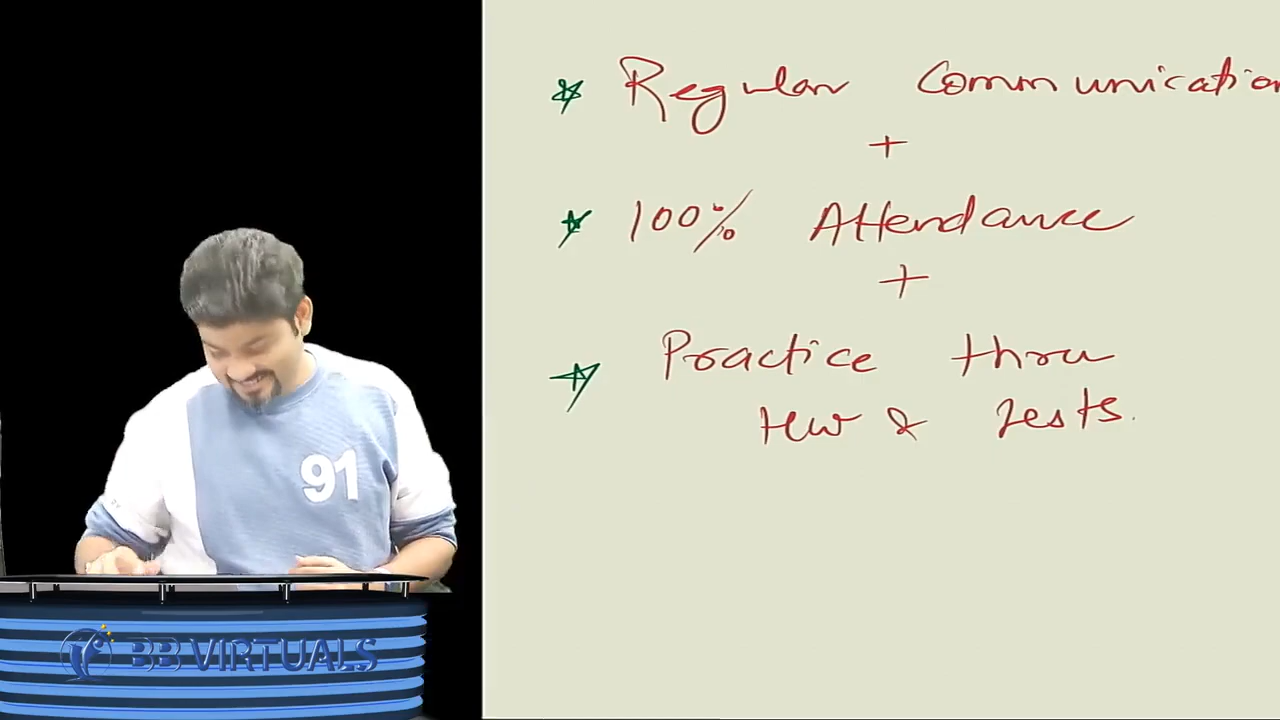 * Regular Communication
+
* 100% Attendance
+
* Practice thru
HW & Tests.
91
BB VIRTUALS